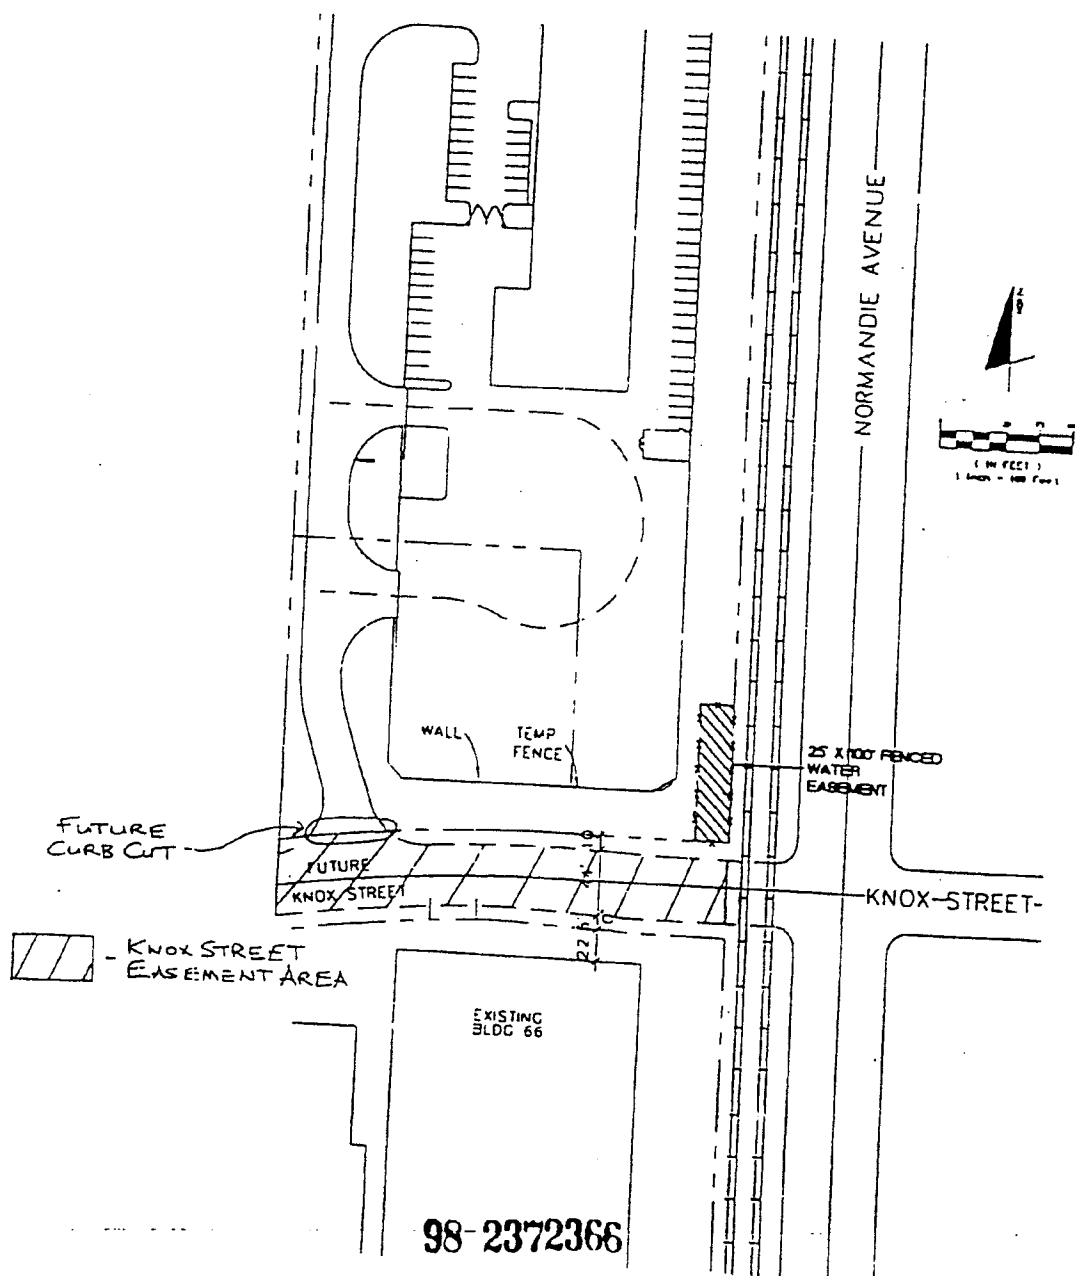 NORMANDIE AVENUE
( IN FEET )
WALL
TEMP
FENCE
25' X 100' FENCED
WATER
EASEMENT
FUTURE
CURB CUT
FUTURE
KNOX STREET
KNOX STREET
- KNOX STREET
EASEMENT AREA
22'
EXISTING
BLDG 66
98-2372366